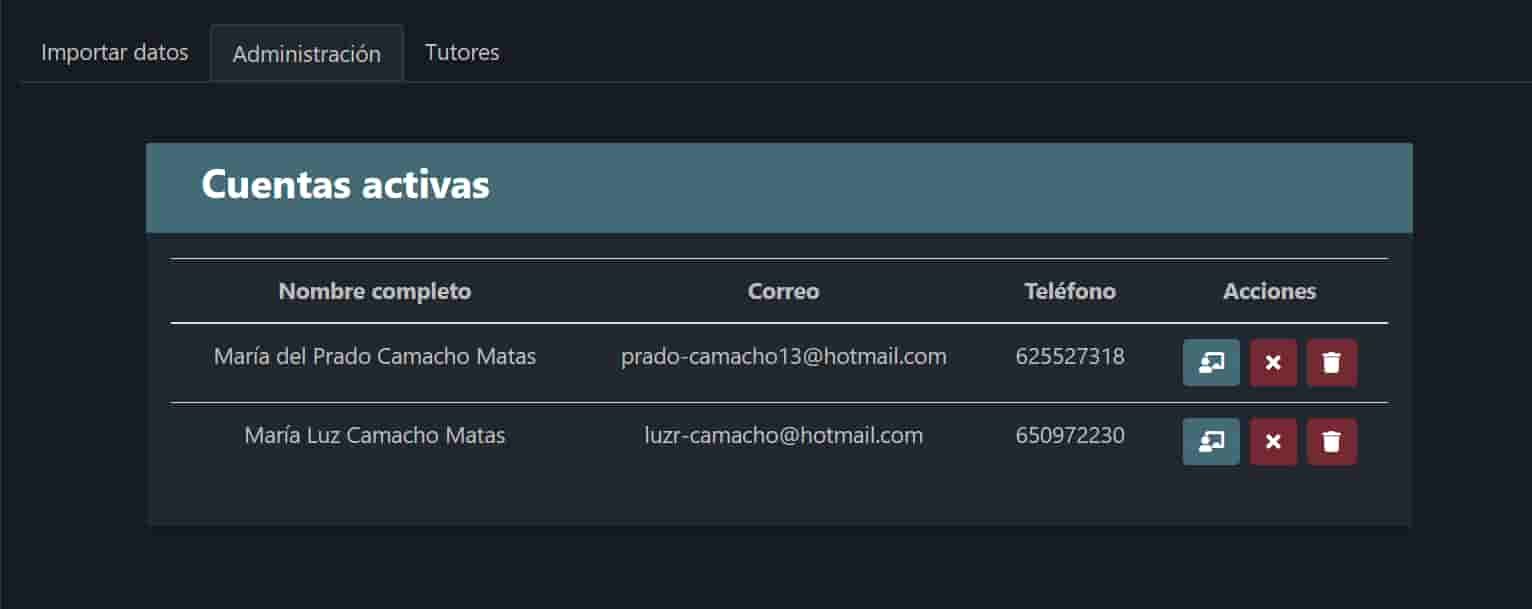 Importar datos Administración Tutores
Cuentas activas
Nombre completo Correo Teléfono Acciones
María del Prado Camacho Matas prado-camacho13@hotmail.com 625527318
María Luz Camacho Matas luzr-camacho@hotmail.com 650972230